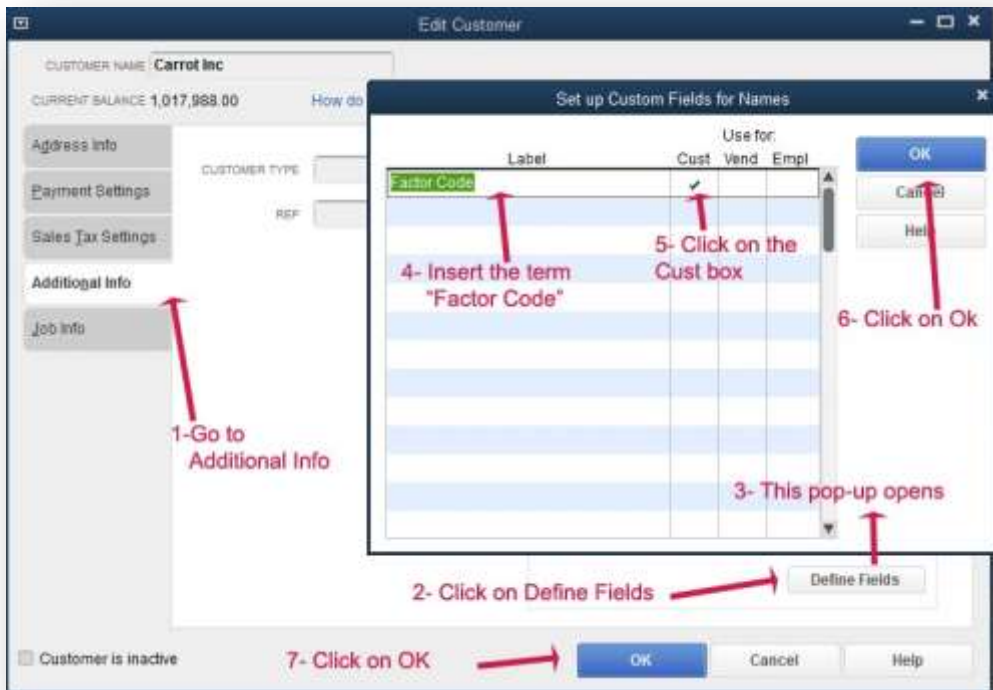 Edit Customer
CUSTOMER NAME Carrot Inc
CURRENT BALANCE 1,017,988.00 How do
Address Info
Payment Settings
Sales Tax Settings
Additional Info
Job Info
CUSTOMER TYPE
REP
Set up Custom Fields for Names
Use for:
Label Cust Vend Empl
Factor Code
OK
Cancel
Help
4- Insert the term
"Factor Code"
5- Click on the
Cust box
6- Click on Ok
1-Go to
Additional Info
3- This pop-up opens
2- Click on Define Fields
Define Fields
Customer is inactive
7- Click on OK
OK
Cancel
Help